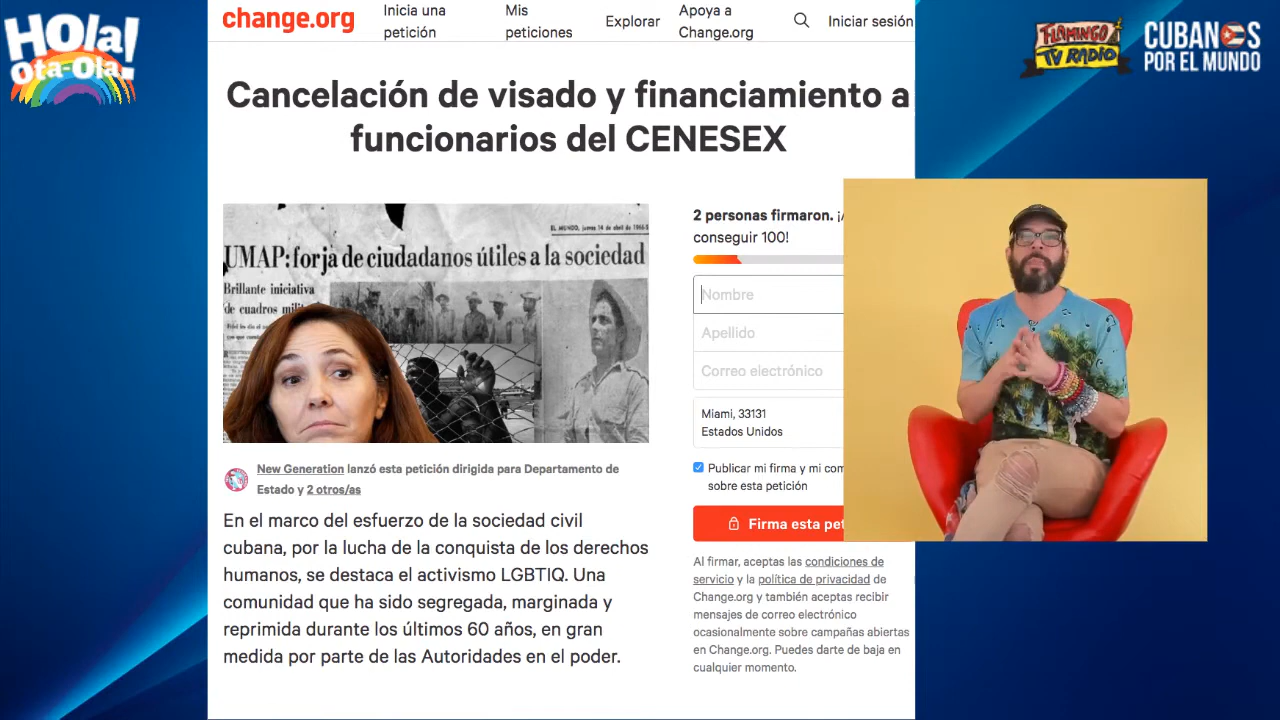 HOla!
Ota-Ola!
change.org
Inicia una
petición
Mis
peticiones
Explorar
Apoya a
Change.org
Iniciar sesión
FLAMINGO
TV RADIO
CUBANOS
POR EL MUNDO
Cancelación de visado y financiamiento a
funcionarios del CENESEX
EL MUNDO, jueves 14 de abril de 1966
UMAP: forja de ciudadanos útiles a la sociedad
Brillante iniciativa
de cuadros
2 personas firmaron.
conseguir 100!
Nombre
Apellido
Correo electrónico
Miami, 33131
Estados Unidos
Publicar mi firma y mi com
sobre esta petición
Firma esta pet
Al firmar, aceptas las condiciones de
servicio y la política de privacidad de
Change.org y también aceptas recibir
mensajes de correo electrónico
ocasionalmente sobre campañas abiertas
en Change.org. Puedes darte de baja en
cualquier momento.
New Generation lanzó esta petición dirigida para Departamento de
Estado y 2 otros/as
En el marco del esfuerzo de la sociedad civil
cubana, por la lucha de la conquista de los derechos
humanos, se destaca el activismo LGBTIQ. Una
comunidad que ha sido segregada, marginada y
reprimida durante los últimos 60 años, en gran
medida por parte de las Autoridades en el poder.